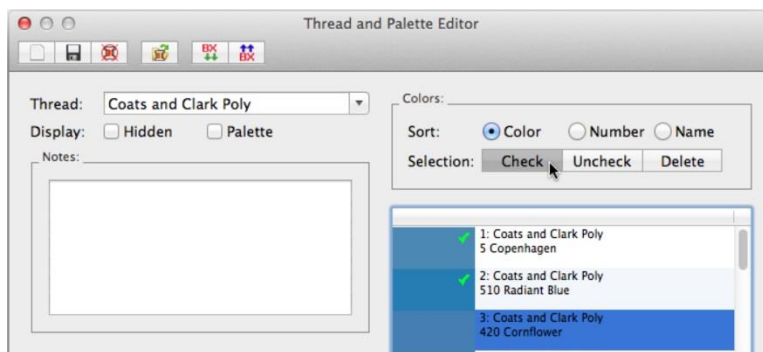 Thread and Palette Editor
BX
BX
Thread: Coats and Clark Poly
Display: Hidden Palette
Notes:
Colors:
Sort: Color Number Name
Selection: Check Uncheck Delete
1: Coats and Clark Poly
5 Copenhagen
2: Coats and Clark Poly
510 Radiant Blue
3: Coats and Clark Poly
420 Cornflower